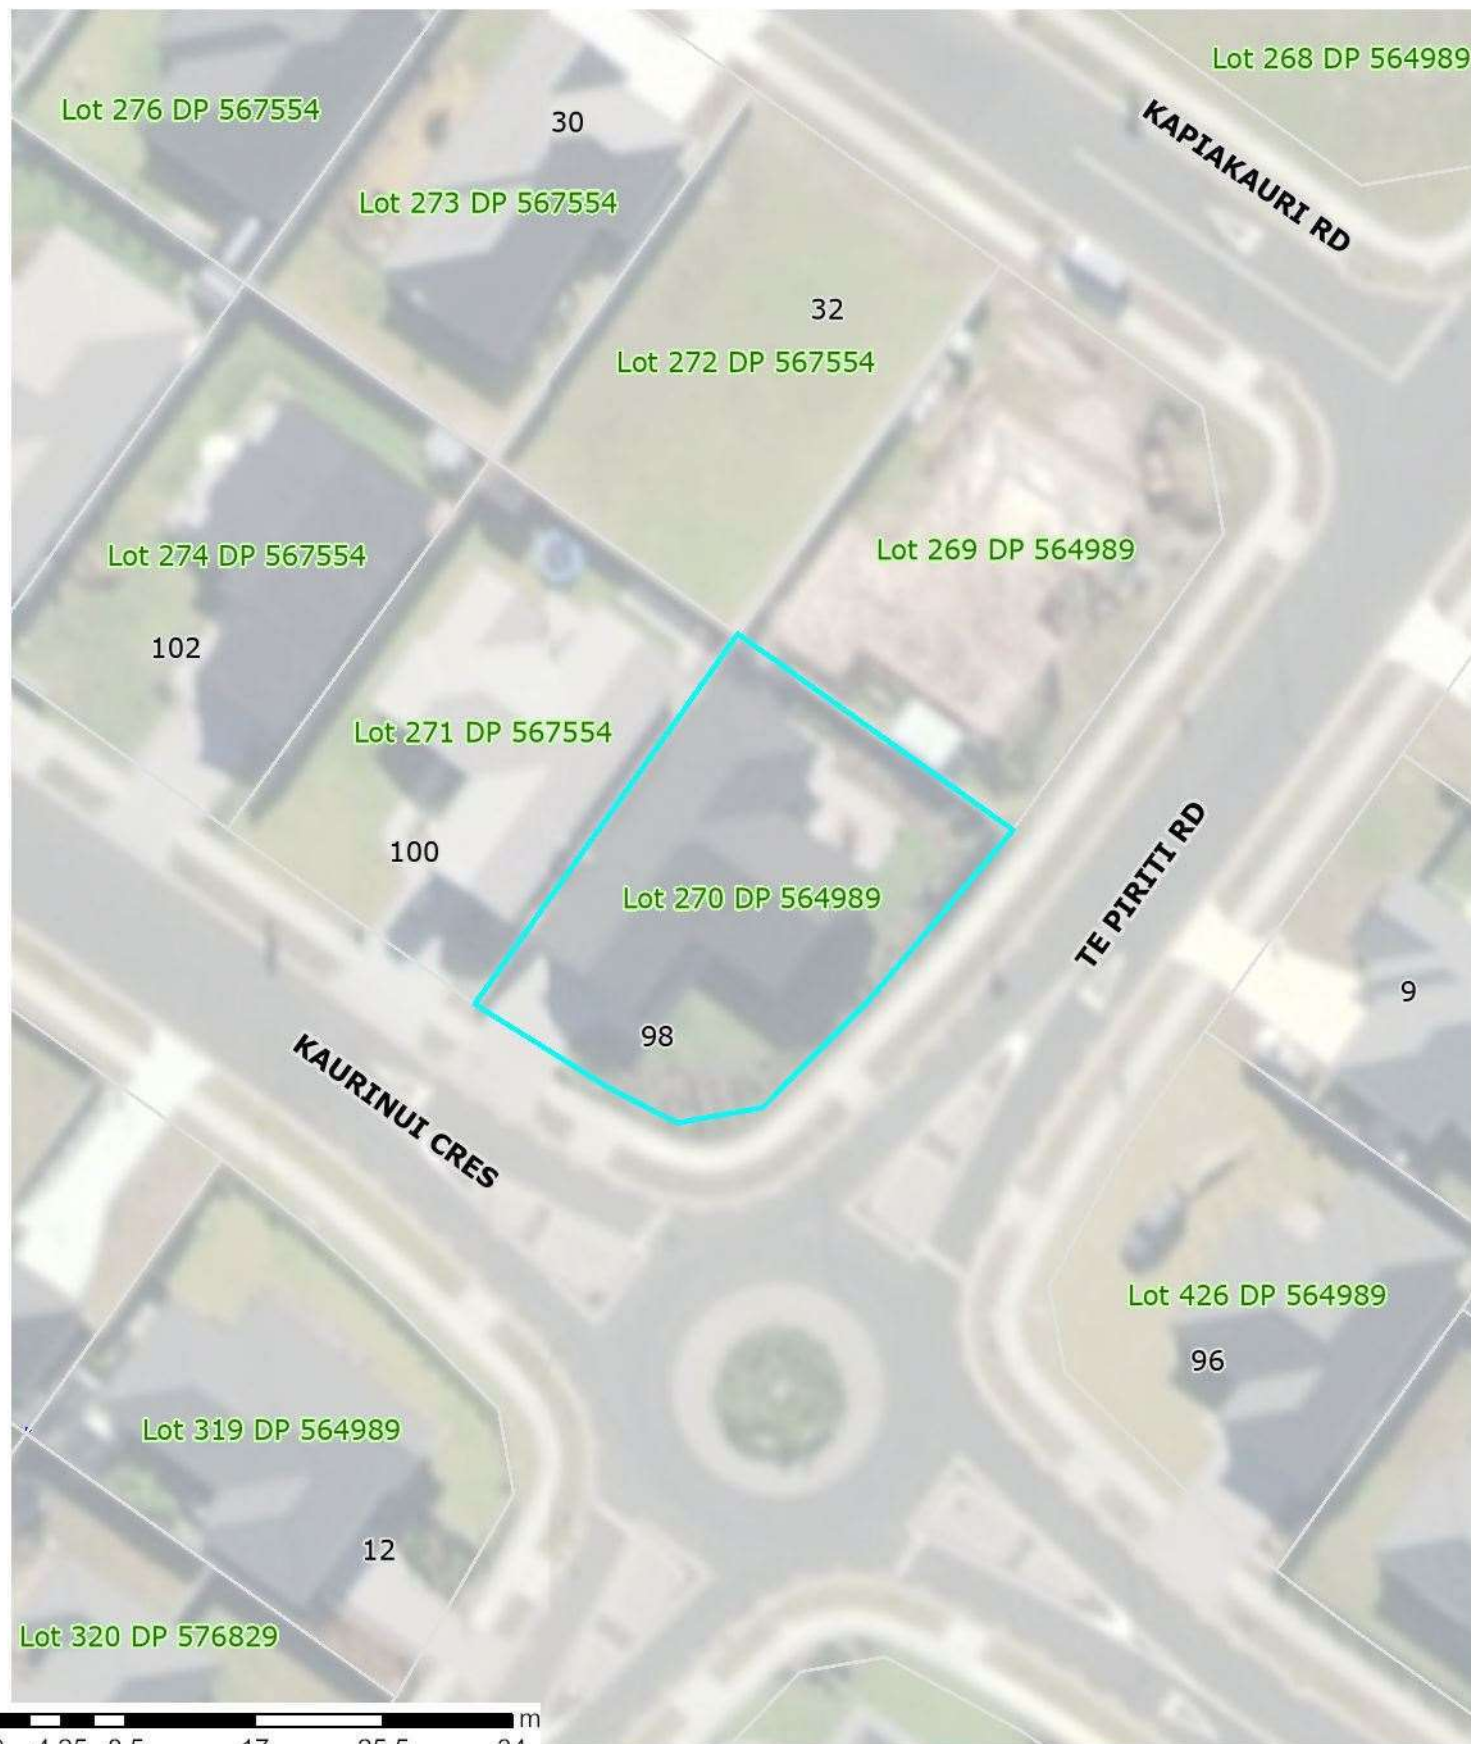 Lot 268 DP 564989
Lot 276 DP 567554
30
KAPIAKAURI RD
Lot 273 DP 567554
32
Lot 272 DP 567554
Lot 269 DP 564989
Lot 274 DP 567554
102
Lot 271 DP 567554
100
Lot 270 DP 564989
TE PIRITI RD
9
98
KAURINUI CRES
Lot 426 DP 564989
96
Lot 319 DP 564989
12
Lot 320 DP 576829
m